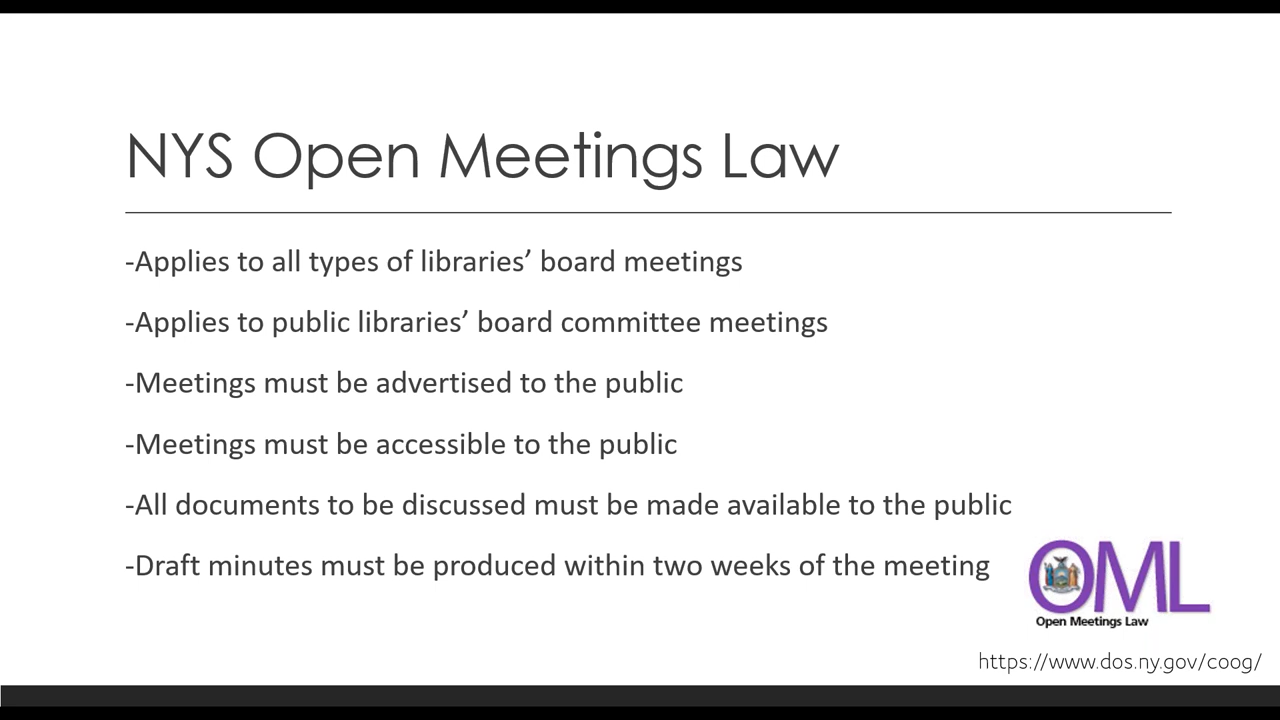 NYS Open Meetings Law
-Applies to all types of libraries’ board meetings
-Applies to public libraries’ board committee meetings
-Meetings must be advertised to the public
-Meetings must be accessible to the public
-All documents to be discussed must be made available to the public
-Draft minutes must be produced within two weeks of the meeting
OML
Open Meetings Law
https://www.dos.ny.gov/coog/